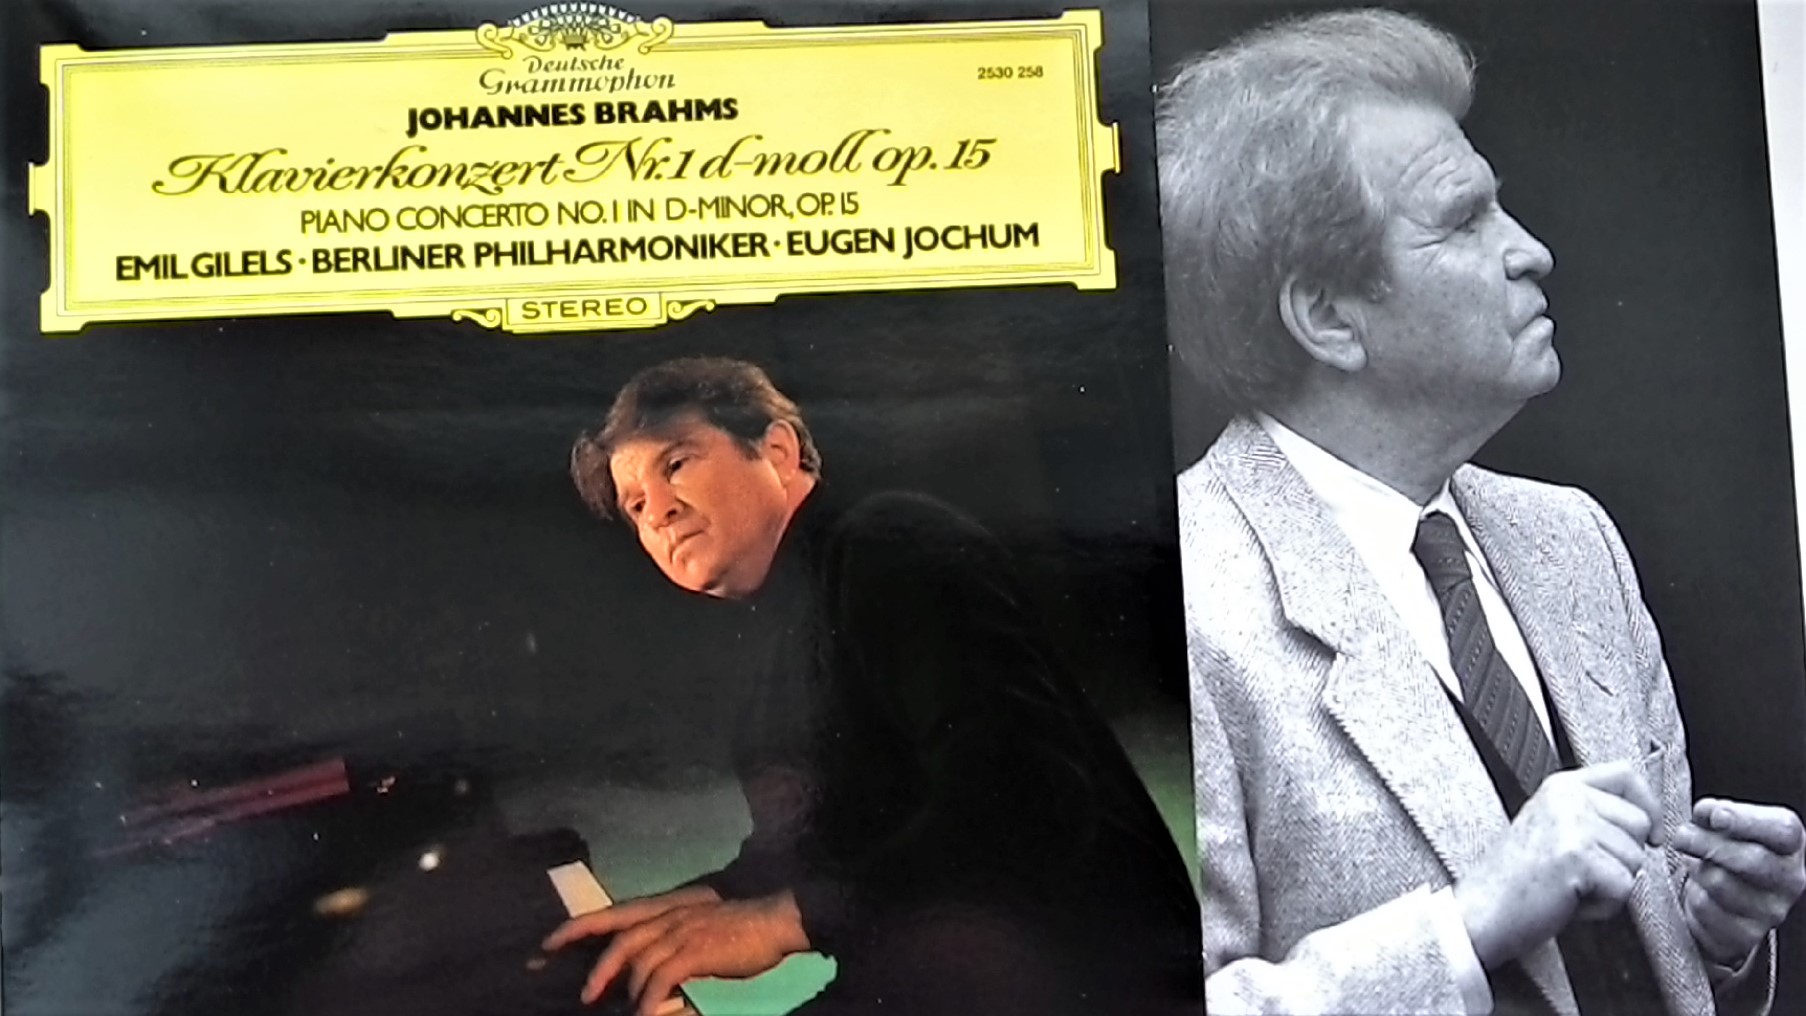 Deutsche
Grammophon
2530 258
JOHANNES BRAHMS
Klavierkonzert Nr. 1 d-moll op. 15
PIANO CONCERTO NO. 1 IN D-MINOR, OP. 15
EMIL GILELS · BERLINER PHILHARMONIKER · EUGEN JOCHUM
STEREO